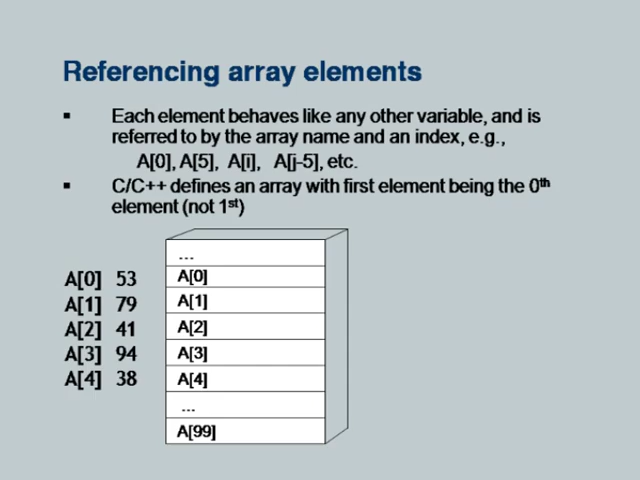 Referencing array elements
▪ Each element behaves like any other variable, and is
referred to by the array name and an index, e.g.,
A[0], A[5], A[i], A[j-5], etc.
▪ C/C++ defines an array with first element being the 0th
element (not 1st)
...
A[0] 53 A[0]
A[1] 79 A[1]
A[2] 41 A[2]
A[3] 94 A[3]
A[4] 38 A[4]
...
A[99]